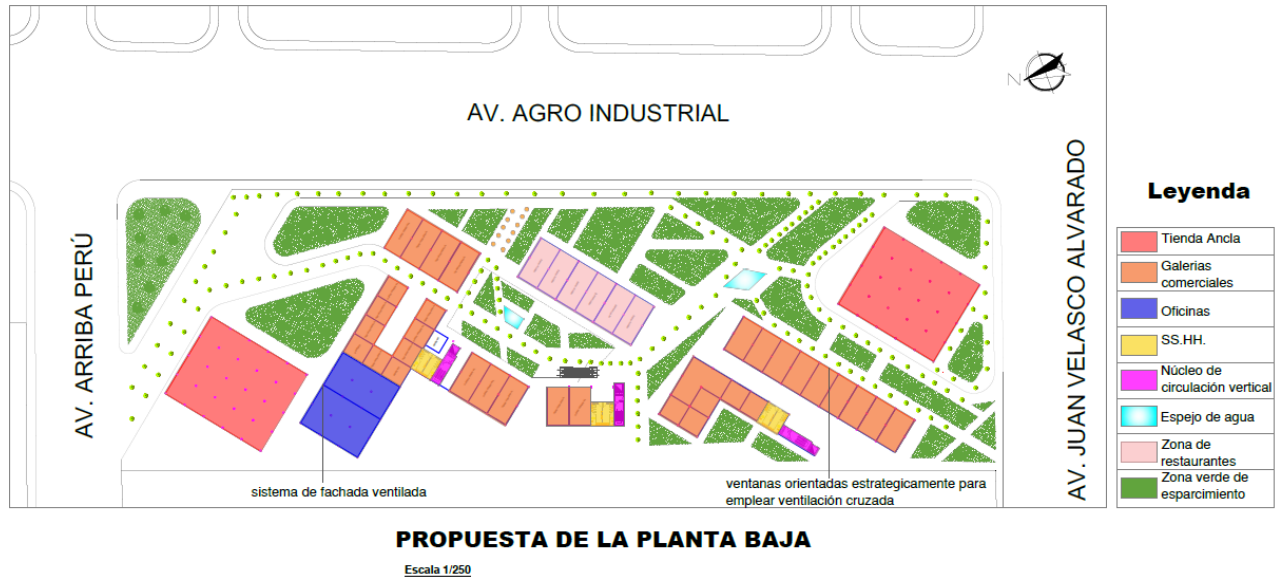 N
AV. AGRO INDUSTRIAL
AV. ARRIBA PERÚ
AV. JUAN VELASCO ALVARADO
sistema de fachada ventilada
ventanas orientadas estrategicamente para
emplear ventilación cruzada
Leyenda
Tienda Ancla
Galerias
comerciales
Oficinas
SS.HH.
Núcleo de
circulación vertical
Espejo de agua
Zona de
restaurantes
Zona verde de
esparcimiento
PROPUESTA DE LA PLANTA BAJA
Escala 1/250